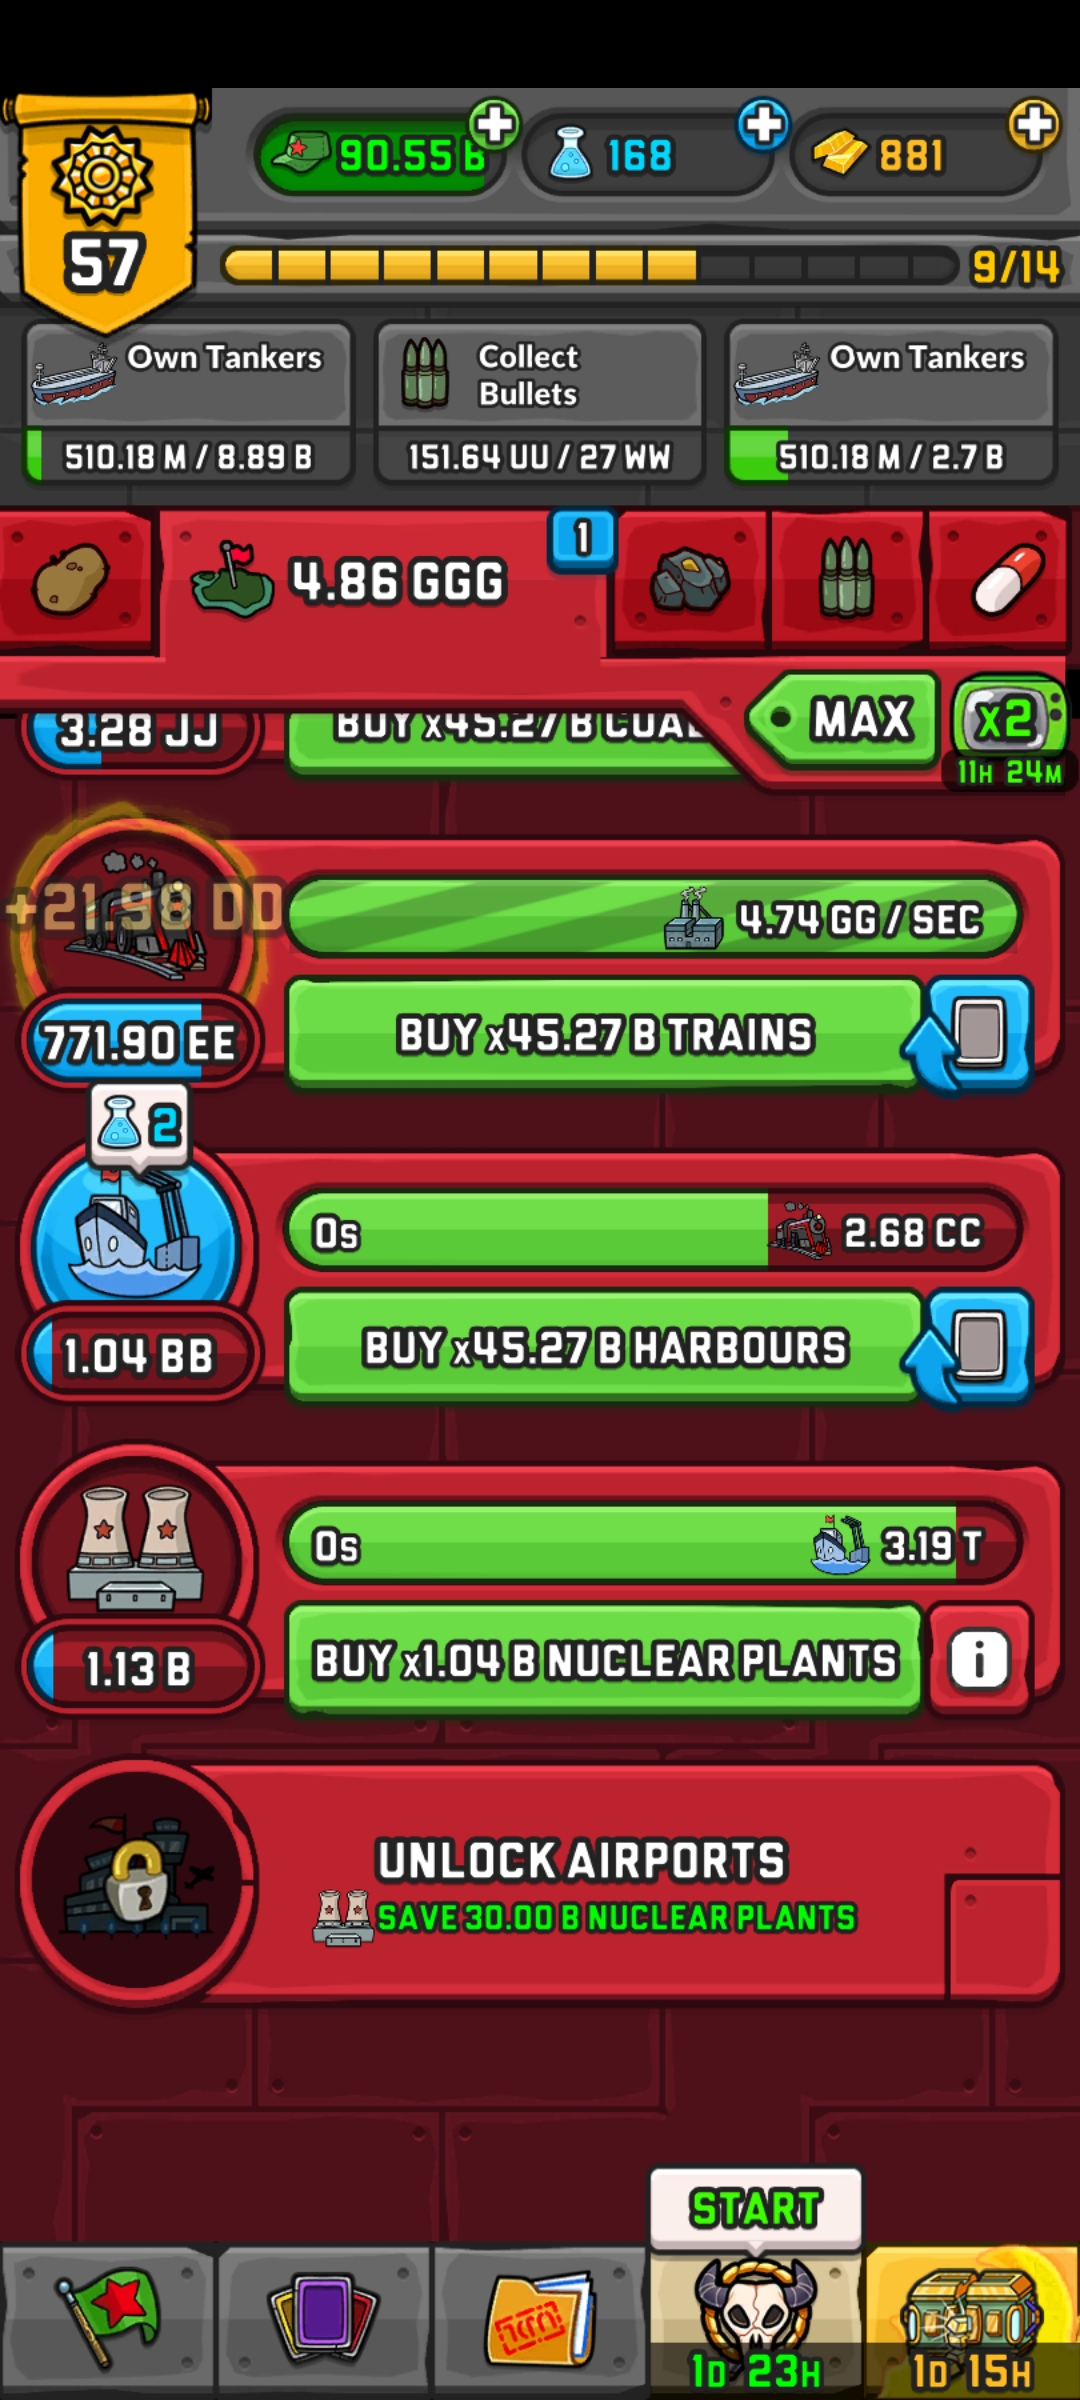 90.55 B
168
881
57
9/14
Own Tankers
510.18 M / 8.89 B
Collect
Bullets
151.64 UU / 27 WW
Own Tankers
510.18 M / 2.7 B
4.86 GGG
1
MAX
x2
11H 24M
3.28 JJ
BUY x45.27 B COAL
+21.98 DD
4.74 GG / SEC
771.90 EE
BUY x45.27 B TRAINS
2
0s
2.68 CC
1.04 BB
BUY x45.27 B HARBOURS
0s
3.19 T
1.13 B
BUY x1.04 B NUCLEAR PLANTS
i
UNLOCK AIRPORTS
SAVE 30.00 B NUCLEAR PLANTS
START
1D 23H
1D 15H